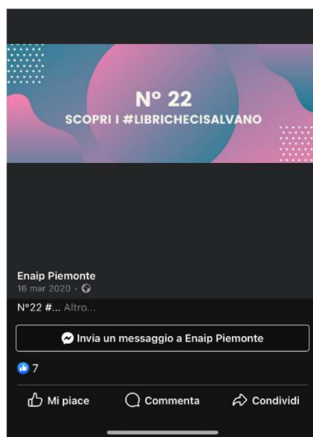 N° 22
SCOPRI I #LIBRICHECISALVANO
Enaip Piemonte
16 mar 2020 ·
N°22 #... Altro...
Invia un messaggio a Enaip Piemonte
7
Mi piace Commenta Condividi